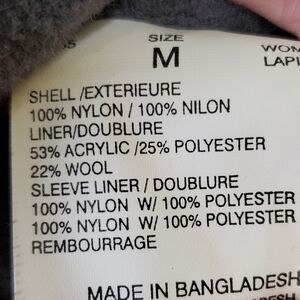 SIZE
M
SHELL /EXTERIEURE
100% NYLON / 100% NILON
LINER/DOUBLURE
53% ACRYLIC /25% POLYESTER
22% WOOL
SLEEVE LINER / DOUBLURE
100% NYLON W/ 100% POLYESTER
100% NYLON W/ 100% POLYESTER
REMBOURRAGE
MADE IN BANGLADESH